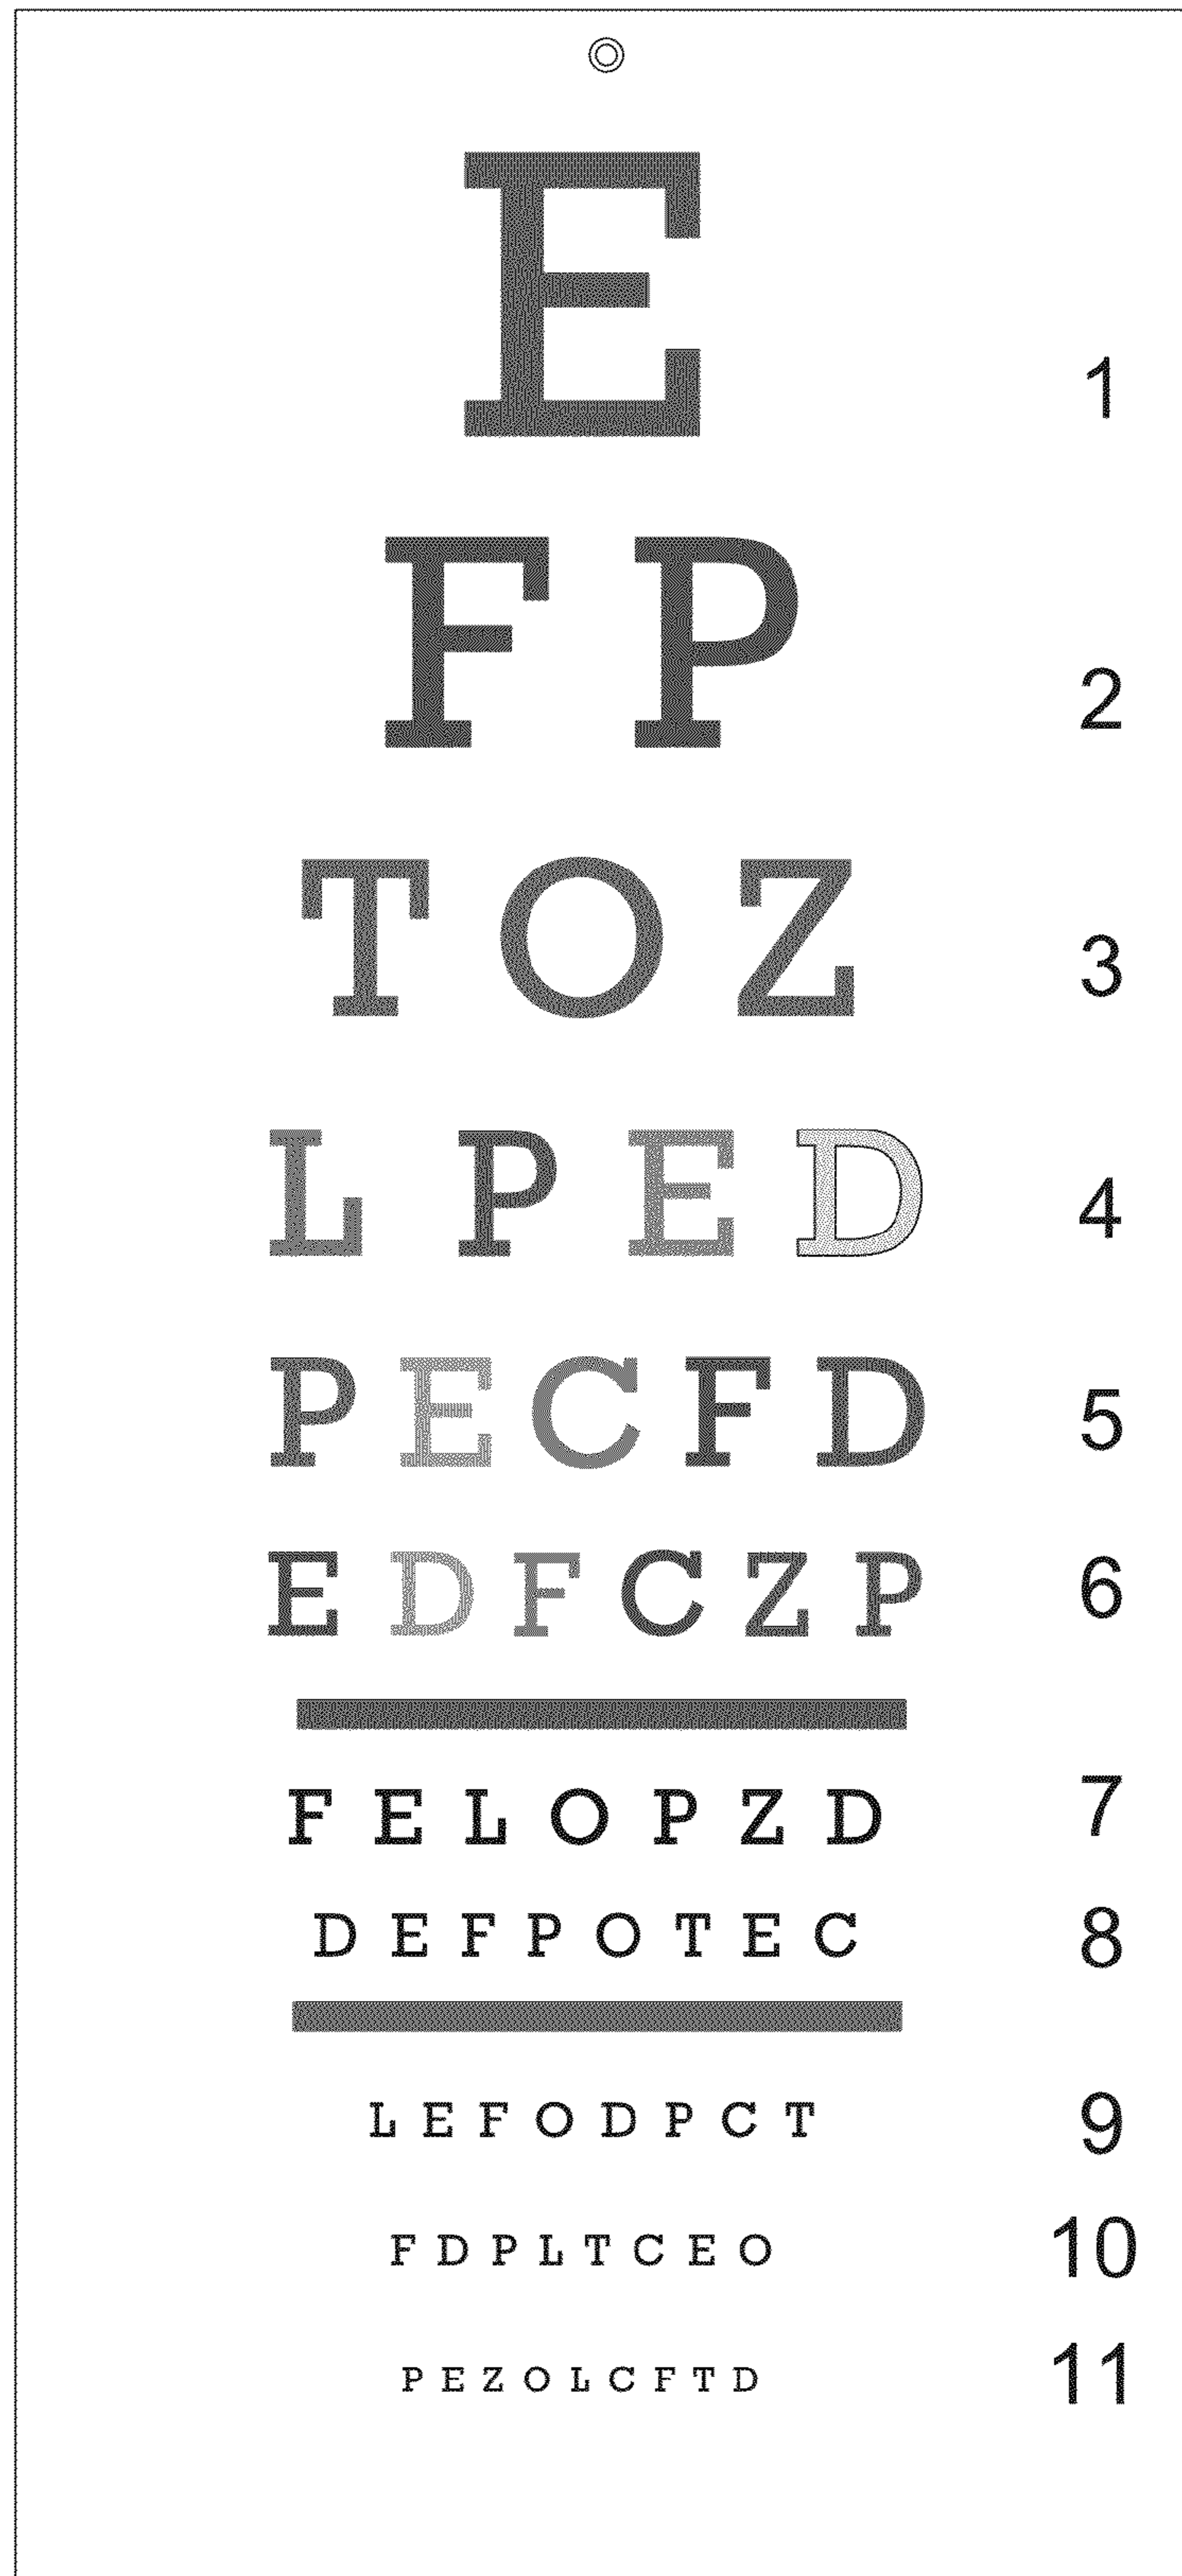 E 1
F P 2
T O Z 3
L P E D 4
P E C F D 5
E D F C Z P 6
F E L O P Z D 7
D E F P O T E C 8
L E F O D P C T 9
F D P L T C E O 10
P E Z O L C F T D 11